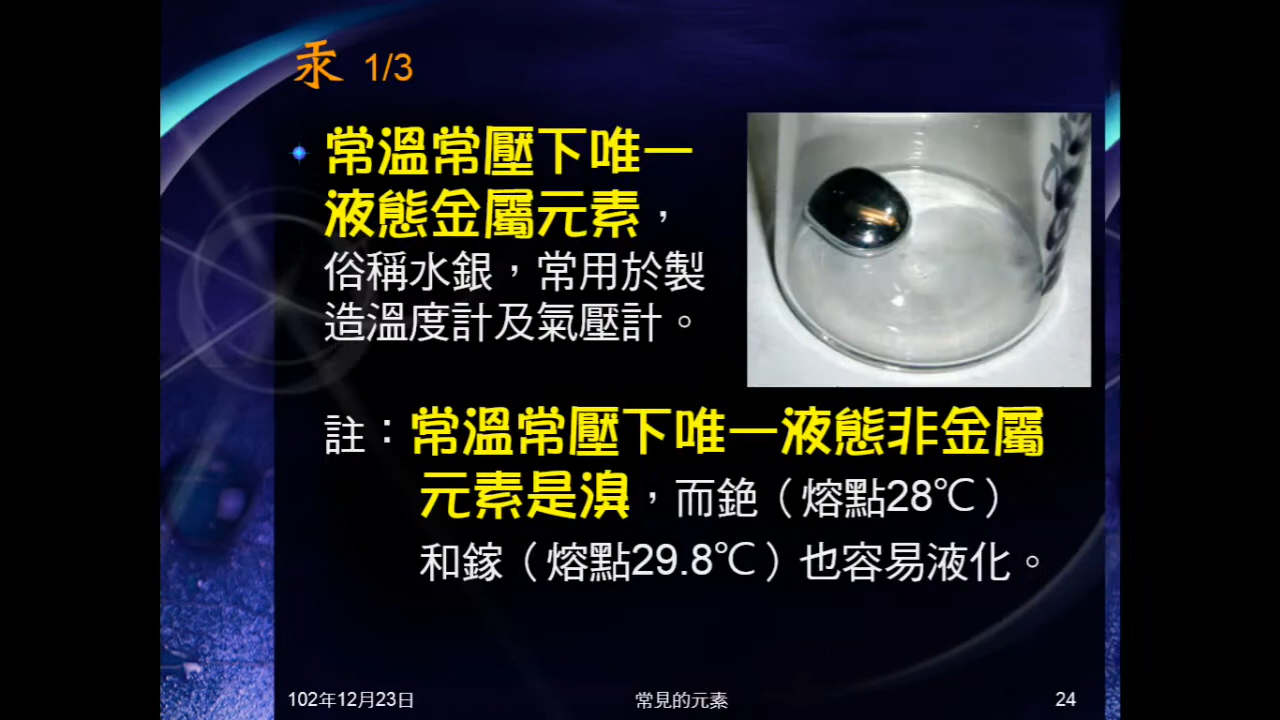 汞 1/3
常溫常壓下唯一
液態金屬元素，
俗稱水銀，常用於製
造溫度計及氣壓計。
註：常溫常壓下唯一液態非金屬
元素是溴，而銫（熔點28℃）
和鎵（熔點29.8℃）也容易液化。
102年12月23日
常見的元素
24